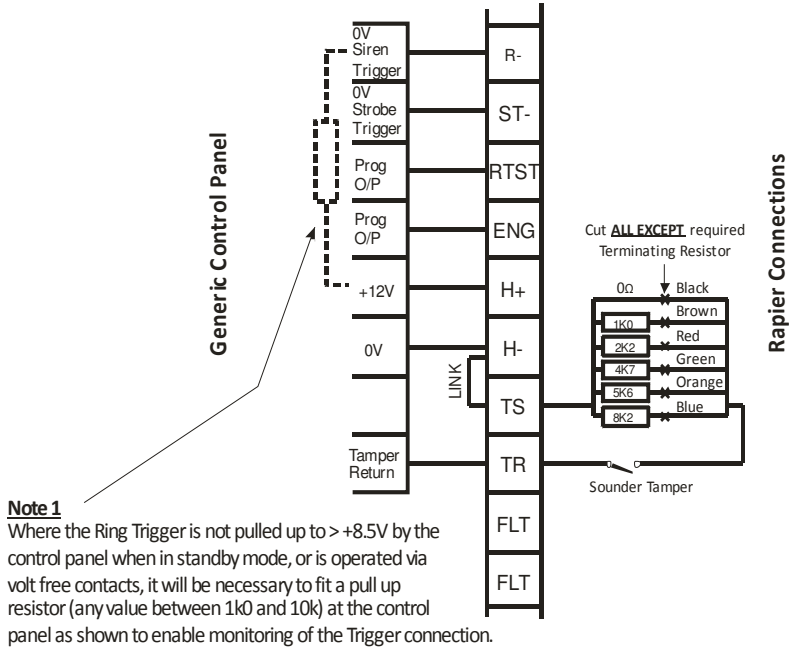 Generic Control Panel
0V
Siren
Trigger
0V
Strobe
Trigger
Prog
O/P
Prog
O/P
+12V
0V
Tamper
Return
R-
ST-
RTST
ENG
H+
H-
LINK
TS
TR
FLT
FLT
Cut ALL EXCEPT required
Terminating Resistor
0Ω Black
1K0 Brown
2K2 Red
4K7 Green
5K6 Orange
8K2 Blue
Sounder Tamper
Rapier Connections
Note 1
Where the Ring Trigger is not pulled up to > +8.5V by the
control panel when in standby mode, or is operated via
volt free contacts, it will be necessary to fit a pull up
resistor (any value between 1k0 and 10k) at the control
panel as shown to enable monitoring of the Trigger connection.